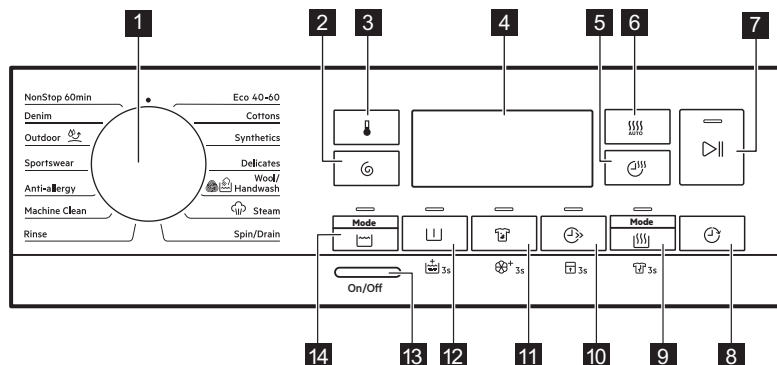 1
2
3
4
5
6
7
NonStop 60min
Denim
Outdoor
Sportswear
Anti-allergy
Machine Clean
Rinse
Eco 40-60
Cottons
Synthetics
Delicates
Wool/
Handwash
Steam
Spin/Drain
AUTO
Mode
Mode
3s
3s
3s
3s
On/Off
14
13
12
11
10
9
8